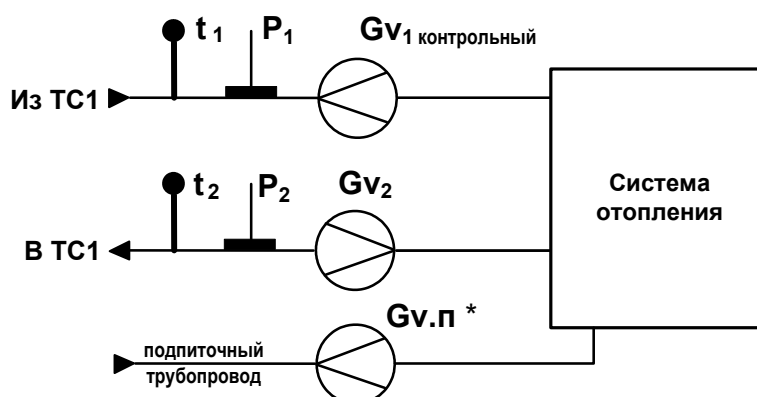 t1 P1 Gv1 контрольный
Из ТС1
t2 P2 Gv2
В ТС1
Система
отопления
Gv.п *
подпиточный
трубопровод